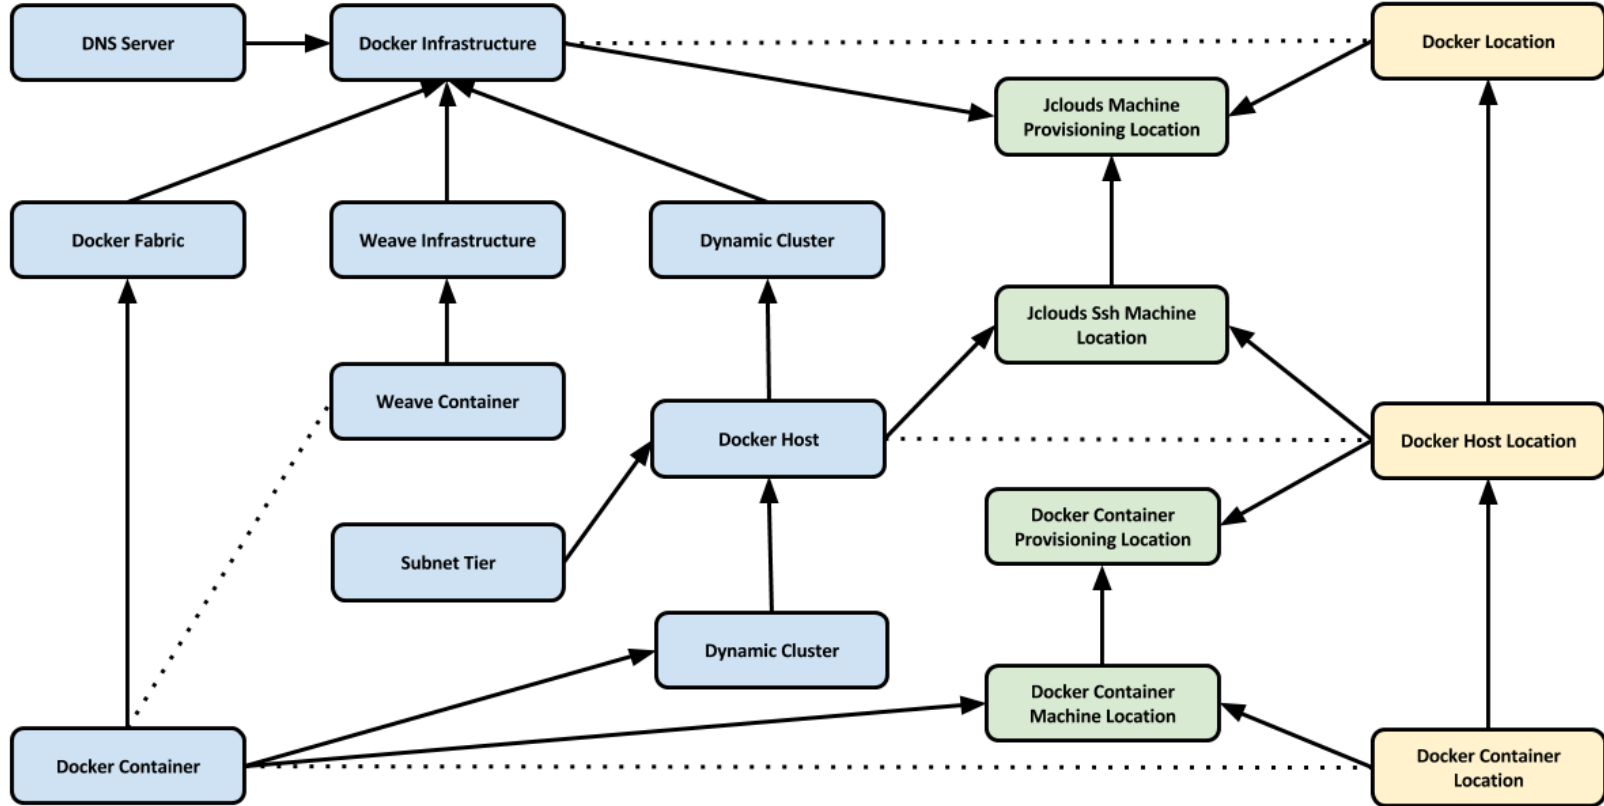 DNS Server
Docker Infrastructure
Docker Location
Jclouds Machine
Provisioning Location
Docker Fabric
Weave Infrastructure
Dynamic Cluster
Jclouds Ssh Machine
Location
Weave Container
Docker Host
Docker Host Location
Docker Container
Provisioning Location
Subnet Tier
Dynamic Cluster
Docker Container
Machine Location
Docker Container
Docker Container
Location